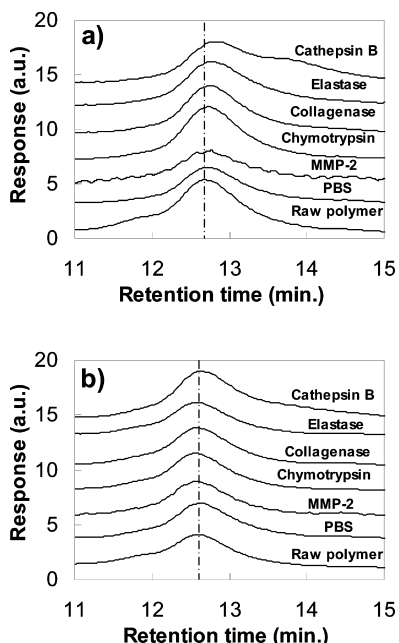 a)
20
15
10
5
0
Response (a.u.)
Cathepsin B
Elastase
Collagenase
Chymotrypsin
MMP-2
PBS
Raw polymer
11 12 13 14 15
Retention time (min.)
b)
20
15
10
5
0
Response (a.u.)
Cathepsin B
Elastase
Collagenase
Chymotrypsin
MMP-2
PBS
Raw polymer
11 12 13 14 15
Retention time (min.)